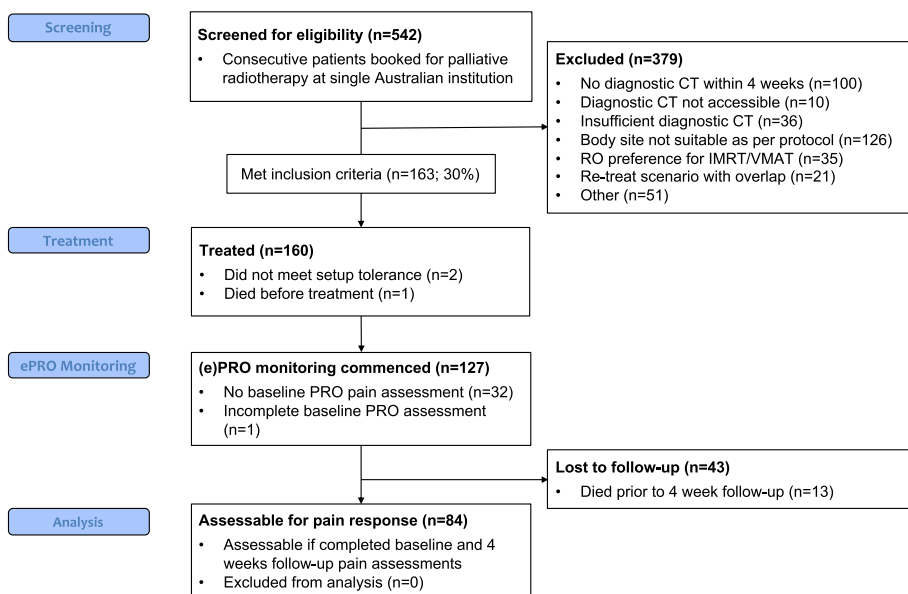 Screening
Screened for eligibility (n=542)
• Consecutive patients booked for palliative
radiotherapy at single Australian institution
Excluded (n=379)
• No diagnostic CT within 4 weeks (n=100)
• Diagnostic CT not accessible (n=10)
• Insufficient diagnostic CT (n=36)
• Body site not suitable as per protocol (n=126)
• RO preference for IMRT/VMAT (n=35)
• Re-treat scenario with overlap (n=21)
• Other (n=51)
Met inclusion criteria (n=163; 30%)
Treatment
Treated (n=160)
• Did not meet setup tolerance (n=2)
• Died before treatment (n=1)
ePRO Monitoring
(e)PRO monitoring commenced (n=127)
• No baseline PRO pain assessment (n=32)
• Incomplete baseline PRO assessment
(n=1)
Lost to follow-up (n=43)
• Died prior to 4 week follow-up (n=13)
Analysis
Assessable for pain response (n=84)
• Assessable if completed baseline and 4
weeks follow-up pain assessments
• Excluded from analysis (n=0)